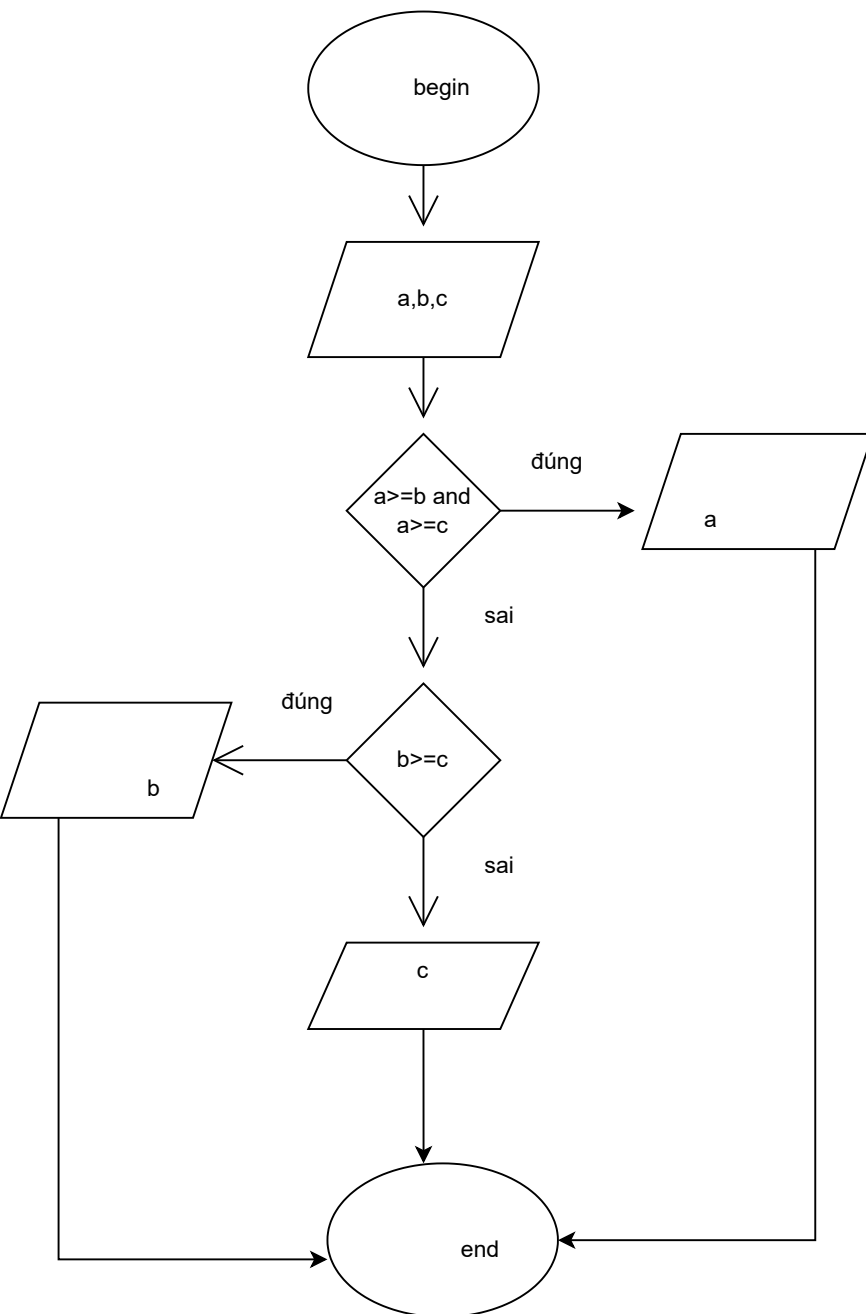 begin
a,b,c
đúng
a>=b and
a>=c
a
sai
đúng
b>=c
b
sai
c
end